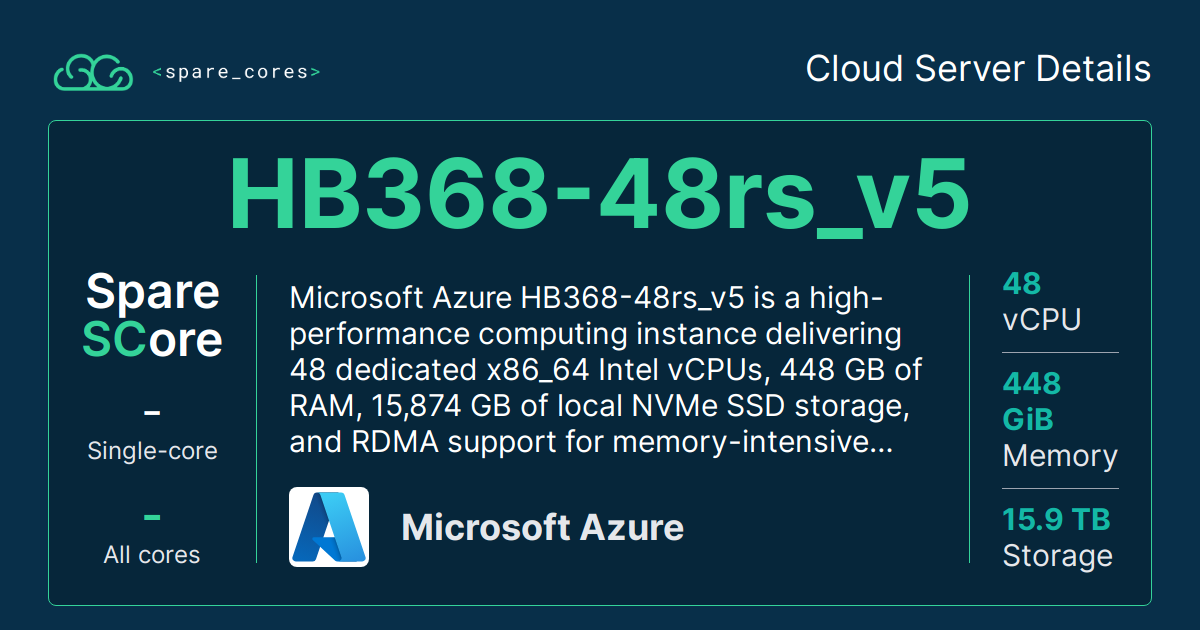 <spare_cores>
Cloud Server Details
HB368-48rs_v5
Spare
SCore
–
Single-core
–
All cores
Microsoft Azure HB368-48rs_v5 is a high-
performance computing instance delivering
48 dedicated x86_64 Intel vCPUs, 448 GB of
RAM, 15,874 GB of local NVMe SSD storage,
and RDMA support for memory-intensive...
Microsoft Azure
48
vCPU
448
GiB
Memory
15.9 TB
Storage